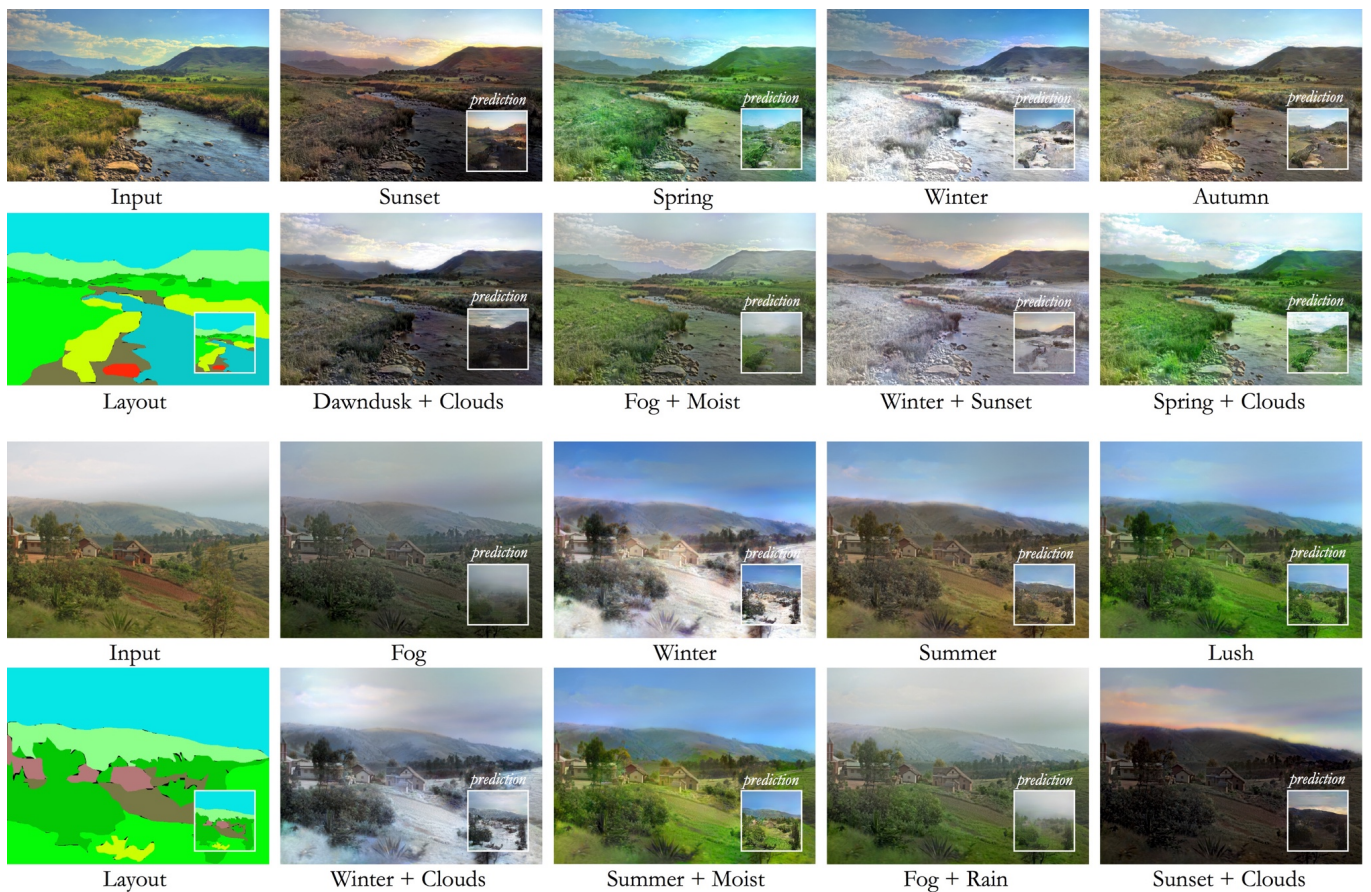 prediction prediction prediction prediction
Input Sunset Spring Winter Autumn
prediction prediction prediction prediction
Layout Dawndusk + Clouds Fog + Moist Winter + Sunset Spring + Clouds
prediction prediction prediction prediction
Input Fog Winter Summer Lush
prediction prediction prediction prediction
Layout Winter + Clouds Summer + Moist Fog + Rain Sunset + Clouds